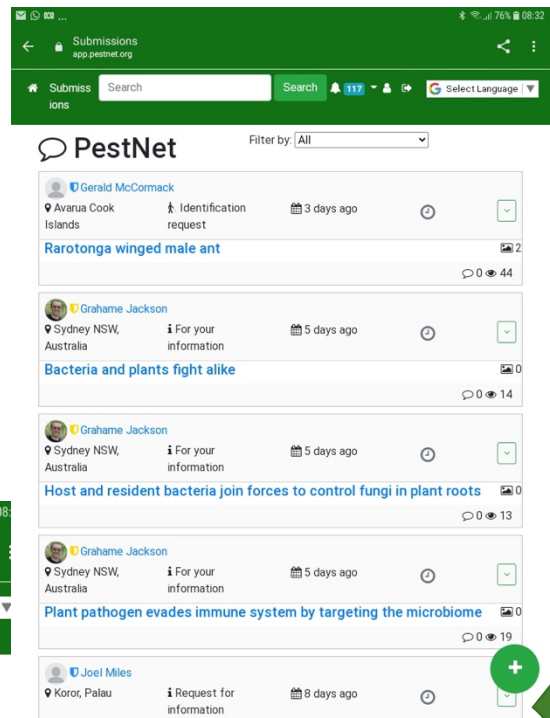 76% 08:32
Submissions
app.pestnet.org
Submiss
ions
Search
Search
117
G Select Language ▼
PestNet
Filter by: All
Gerald McCormack
Avarua Cook
Islands
Identification
request
3 days ago
Rarotonga winged male ant
2
0 44
Grahame Jackson
Sydney NSW,
Australia
i For your
information
5 days ago
Bacteria and plants fight alike
0
0 14
Grahame Jackson
Sydney NSW,
Australia
i For your
information
5 days ago
Host and resident bacteria join forces to control fungi in plant roots
0
0 13
08:
Grahame Jackson
Sydney NSW,
Australia
i For your
information
5 days ago
Plant pathogen evades immune system by targeting the microbiome
0
0 19
Joel Miles
Koror, Palau
i Request for
information
8 days ago
+